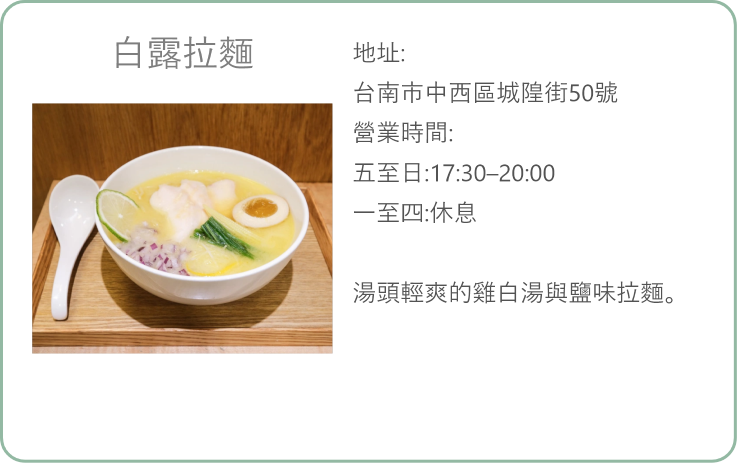 白露拉麵
地址:
台南市中西區城隍街50號
營業時間:
五至日:17:30–20:00
一至四:休息
湯頭輕爽的雞白湯與鹽味拉麵。